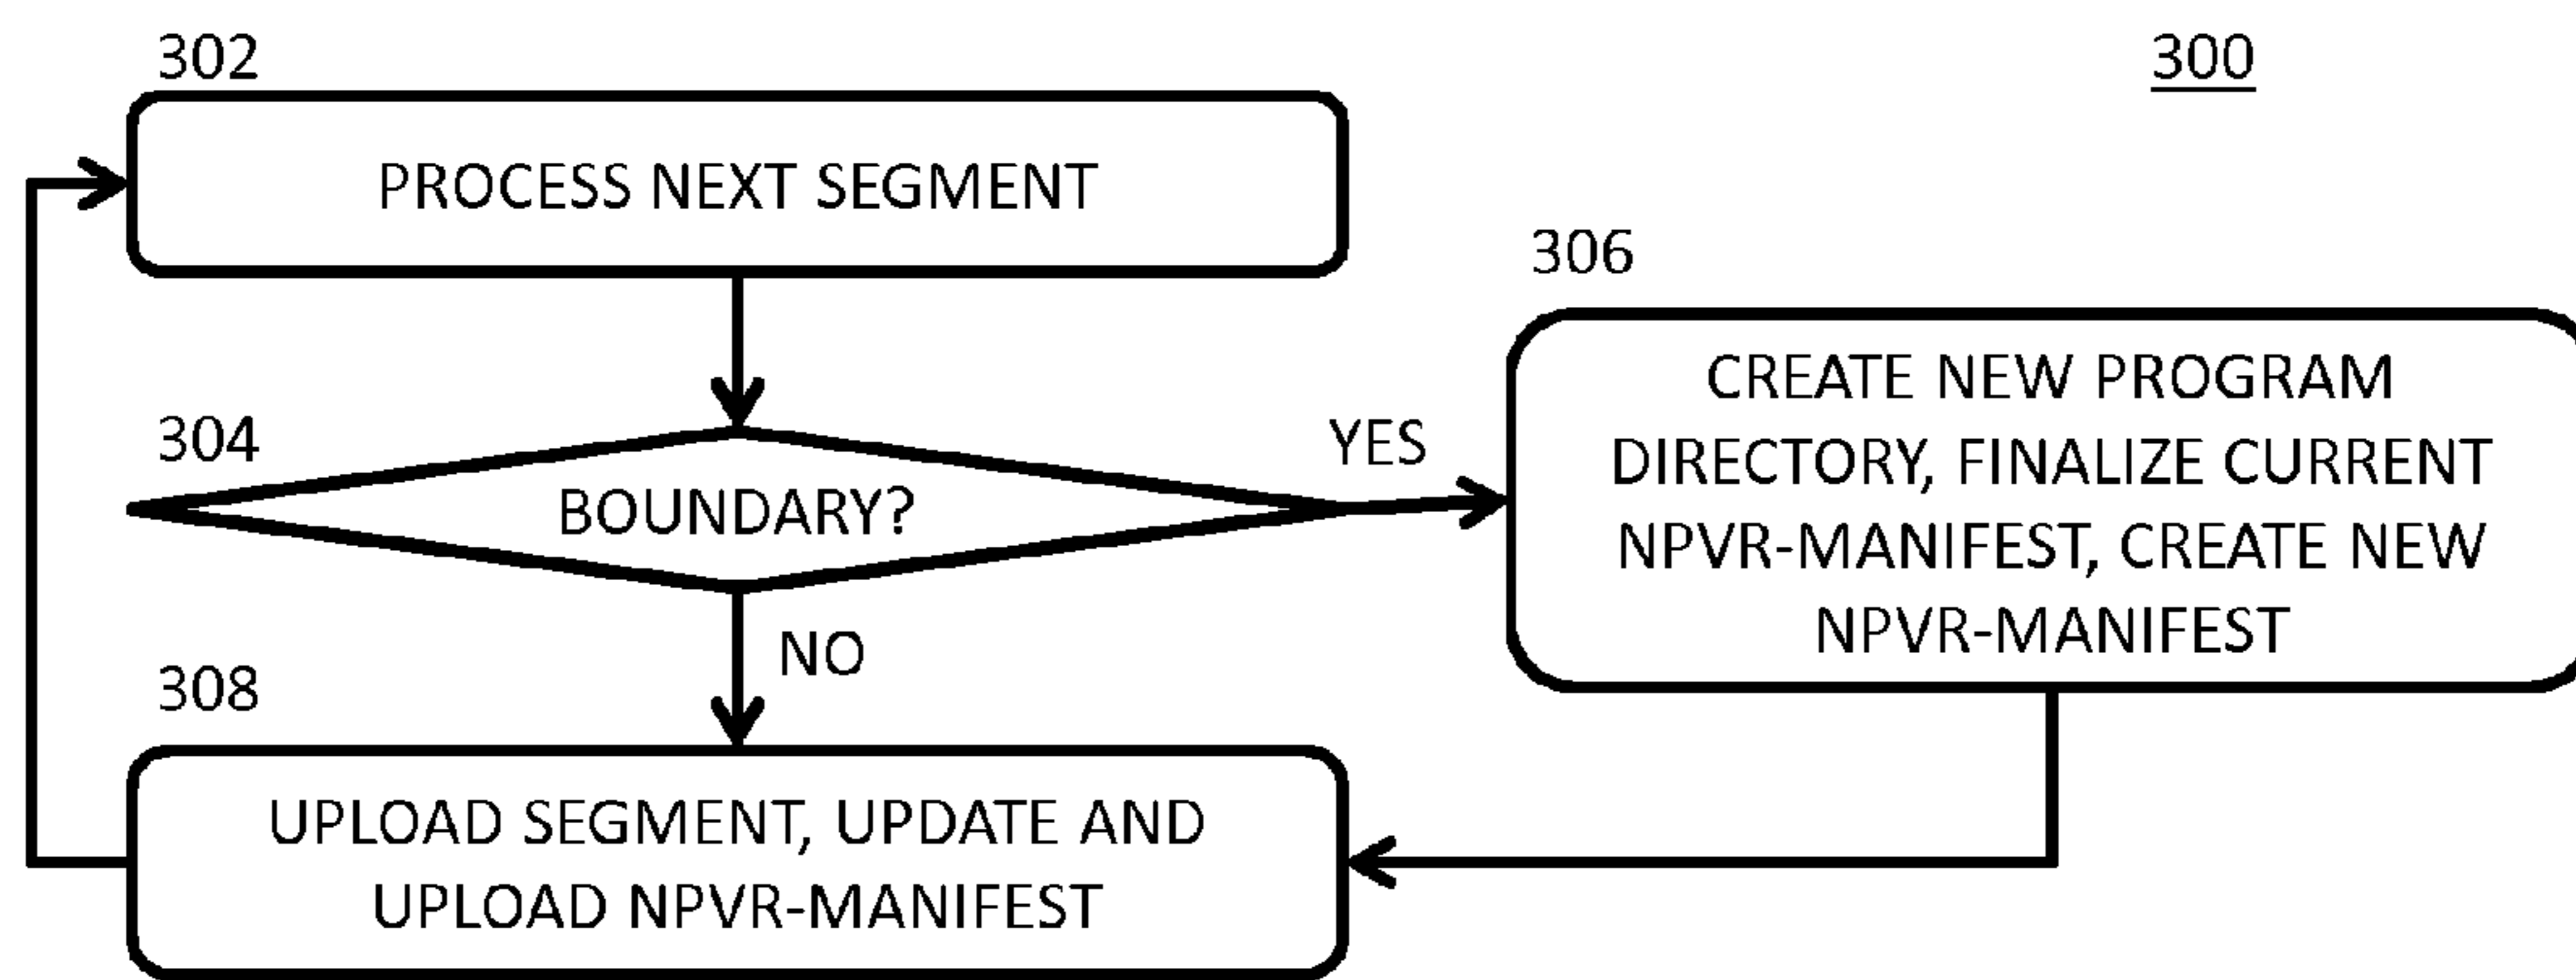 302
300
PROCESS NEXT SEGMENT
306
CREATE NEW PROGRAM
DIRECTORY, FINALIZE CURRENT
NPVR-MANIFEST, CREATE NEW
NPVR-MANIFEST
304
YES
BOUNDARY?
NO
308
UPLOAD SEGMENT, UPDATE AND
UPLOAD NPVR-MANIFEST